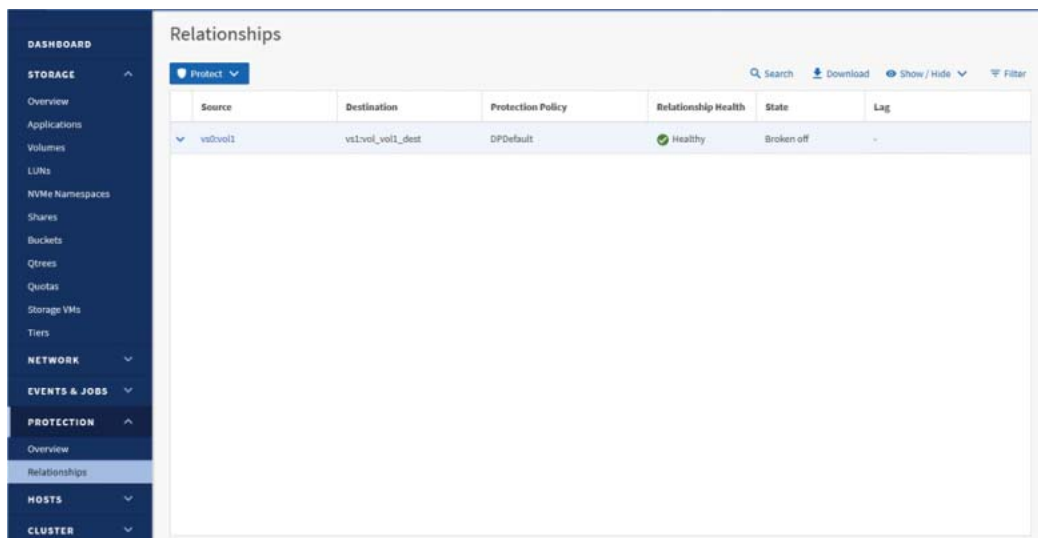 Relationships
DASHBOARD
STORAGE
Overview
Applications
Volumes
LUNs
NVMe Namespaces
Shares
Buckets
Qtrees
Quotas
Storage VMs
Tiers
NETWORK
EVENTS & JOBS
PROTECTION
Overview
Relationships
HOSTS
CLUSTER
Protect
Search Download Show / Hide Filter
Source Destination Protection Policy Relationship Health State Lag
vs0:vol1 vs1:vol_vol1_dest DPDefault Healthy Broken off -